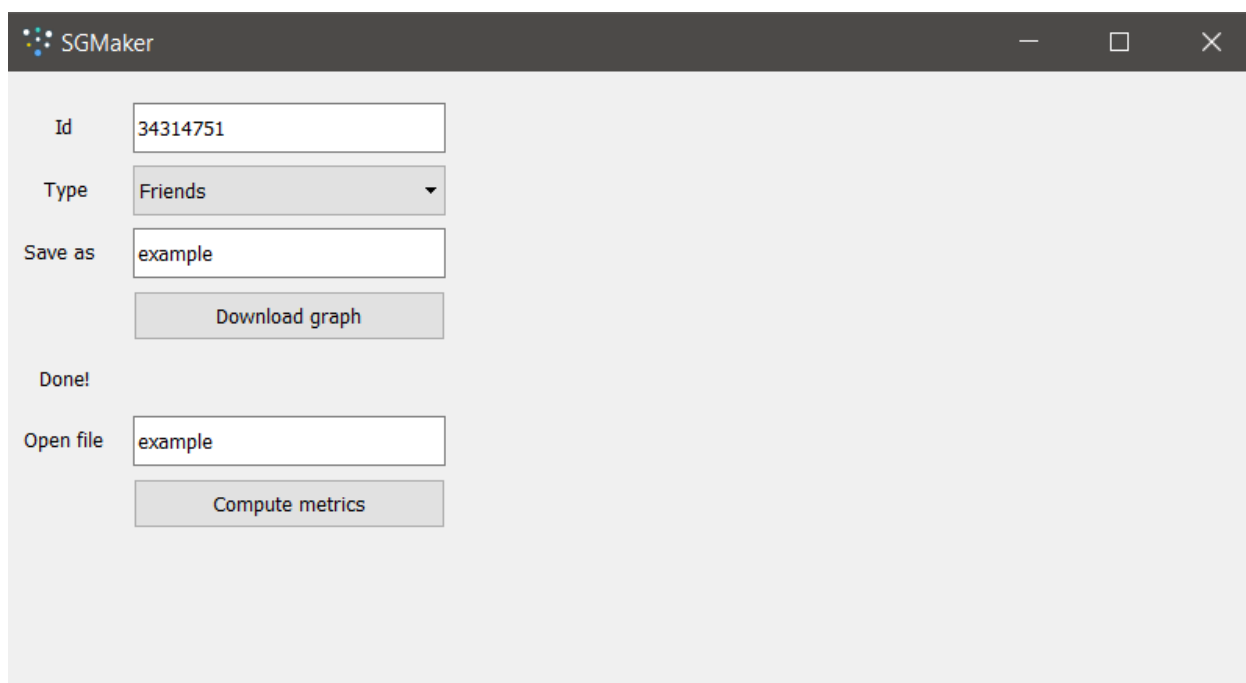 SGMaker
Id 34314751
Type Friends
Save as example
Download graph
Done!
Open file example
Compute metrics